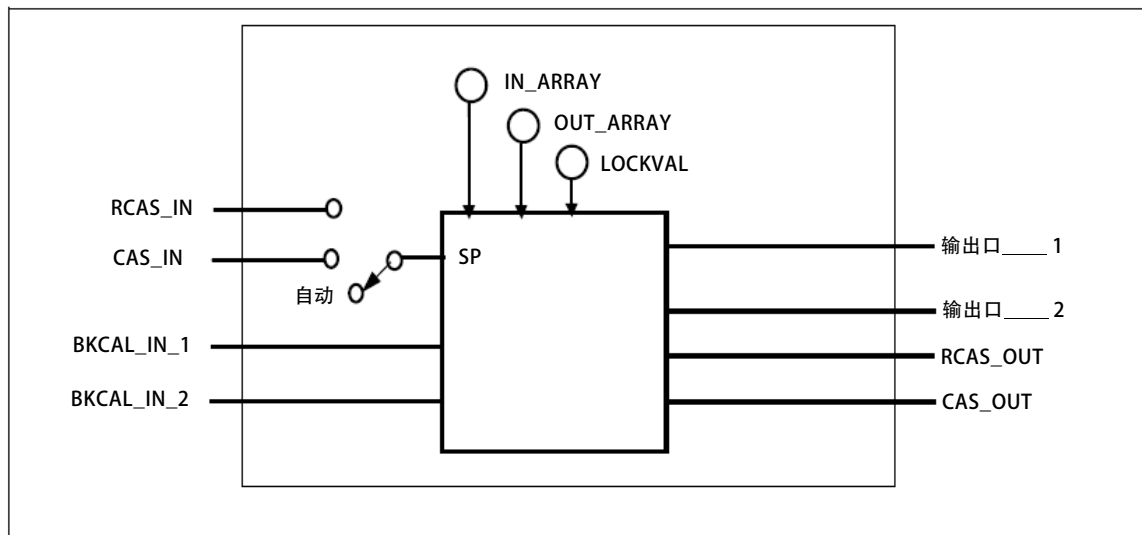 IN_ARRAY
OUT_ARRAY
LOCKVAL
RCAS_IN
CAS_IN
SP
自动
BKCAL_IN_1
BKCAL_IN_2
输出口____ 1
输出口____ 2
RCAS_OUT
CAS_OUT